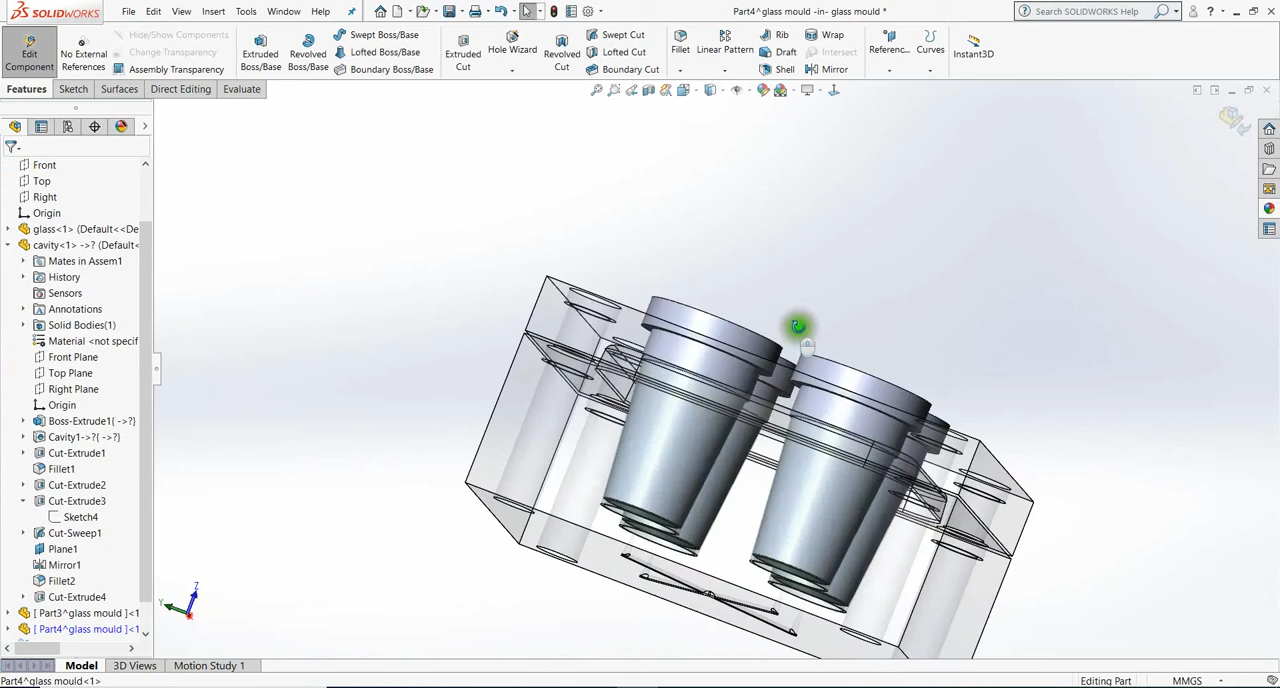 SOLIDWORKS
File Edit View Insert Tools Window Help
Part4^glass mould -in- glass mould *
Search SOLIDWORKS Help
Edit Component
No External References
Hide/Show Components
Change Transparency
Assembly Transparency
Extruded Boss/Base
Revolved Boss/Base
Swept Boss/Base
Lofted Boss/Base
Boundary Boss/Base
Extruded Cut
Hole Wizard
Revolved Cut
Swept Cut
Lofted Cut
Boundary Cut
Fillet
Linear Pattern
Rib
Draft
Shell
Wrap
Intersect
Mirror
Referenc...
Curves
Instant3D
Features Sketch Surfaces Direct Editing Evaluate
Front
Top
Right
Origin
glass<1> (Default<<De
cavity<1> ->? (Default<
Mates in Assem1
History
Sensors
Annotations
Solid Bodies(1)
Material <not specif
Front Plane
Top Plane
Right Plane
Origin
Boss-Extrude1{ ->?}
Cavity1->?{ ->?}
Cut-Extrude1
Fillet1
Cut-Extrude2
Cut-Extrude3
Sketch4
Cut-Sweep1
Plane1
Mirror1
Fillet2
Cut-Extrude4
[ Part3^glass mould ]<1
[ Part4^glass mould ]<1
Z
Y
Model 3D Views Motion Study 1
Part4^glass mould<1>
Editing Part
MMGS